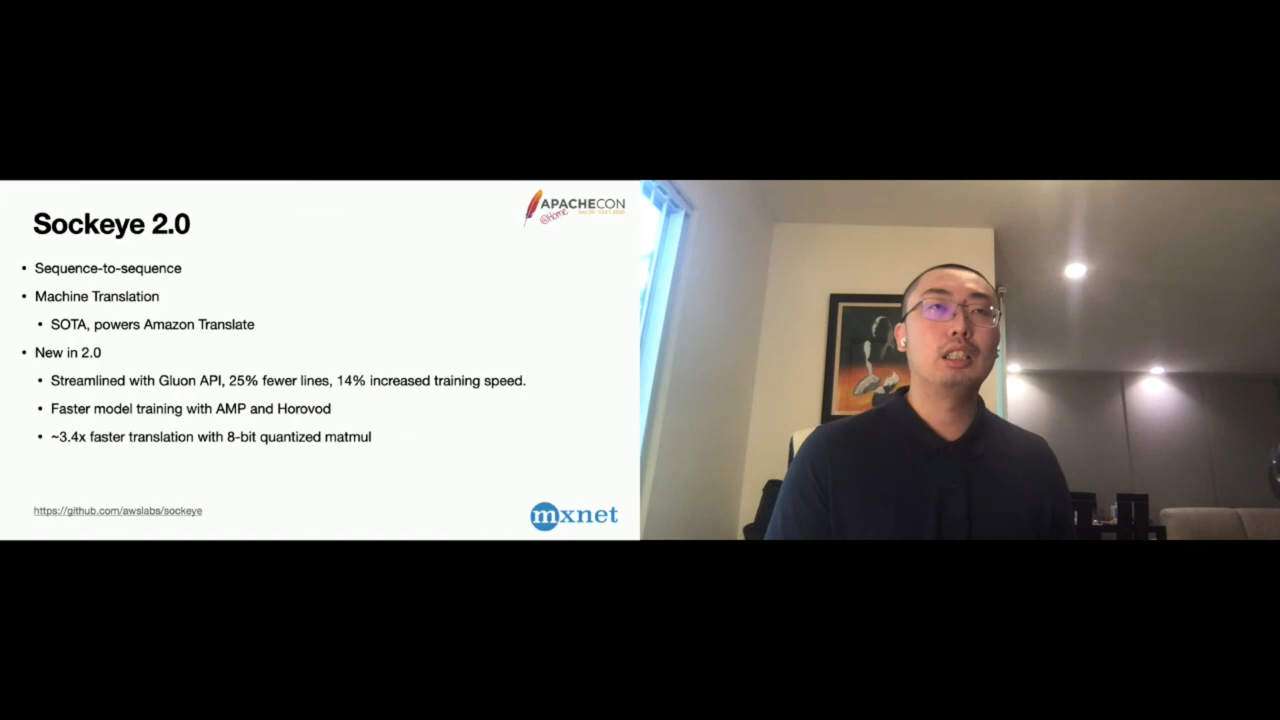 APACHECON
@Home
Sockeye 2.0
• Sequence-to-sequence
• Machine Translation
• SOTA, powers Amazon Translate
• New in 2.0
• Streamlined with Gluon API, 25% fewer lines, 14% increased training speed.
• Faster model training with AMP and Horovod
• ~3.4x faster translation with 8-bit quantized matmul
https://github.com/awslabs/sockeye
mxnet